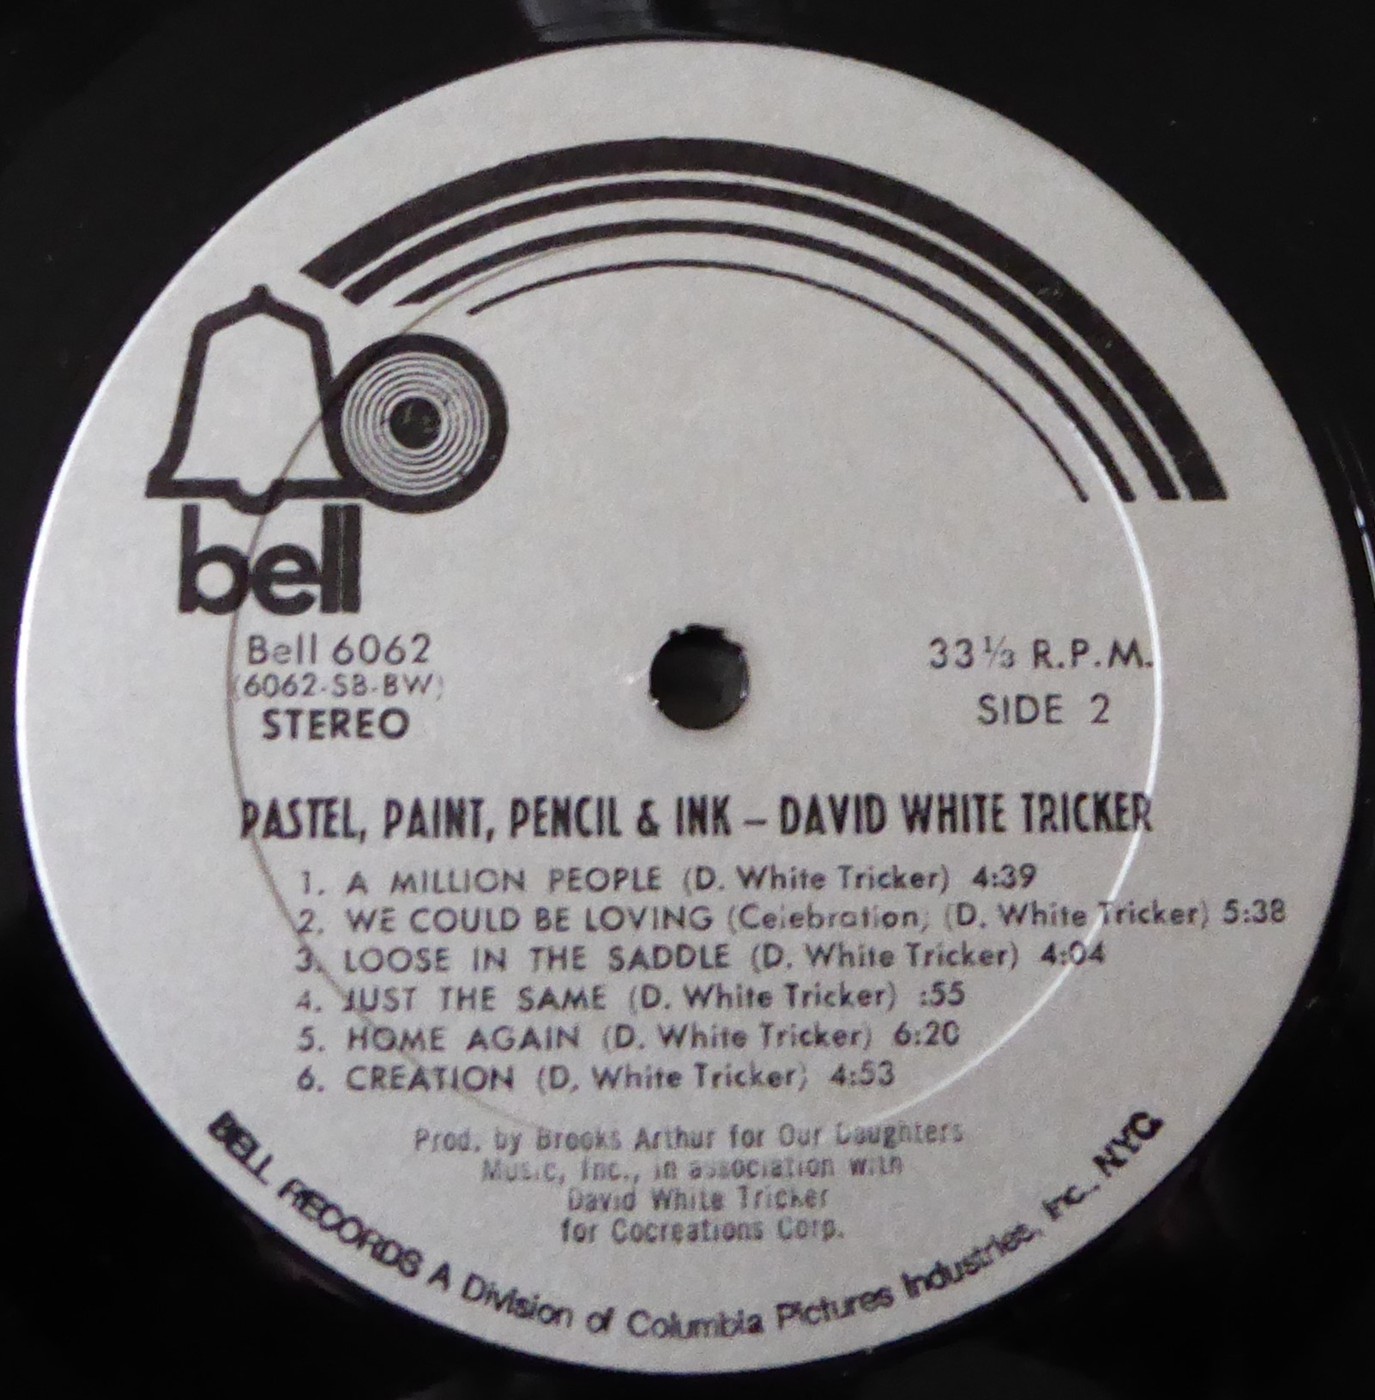 bell
Bell 6062
(6062-SB-BW)
STEREO
33⅓ R.P.M.
SIDE 2
PASTEL, PAINT, PENCIL & INK – DAVID WHITE TRICKER
1. A MILLION PEOPLE (D. White Tricker) 4:39
2. WE COULD BE LOVING (Celebration) (D. White Tricker) 5:38
3. LOOSE IN THE SADDLE (D. White Tricker) 4:04
4. JUST THE SAME (D. White Tricker) :55
5. HOME AGAIN (D. White Tricker) 6:20
6. CREATION (D. White Tricker) 4:53
Prod. by Brooks Arthur for Our Daughters
Music, Inc., in association with
David White Tricker
for Cocreations Corp.
BELL RECORDS A Division of Columbia Pictures Industries, Inc., NYC